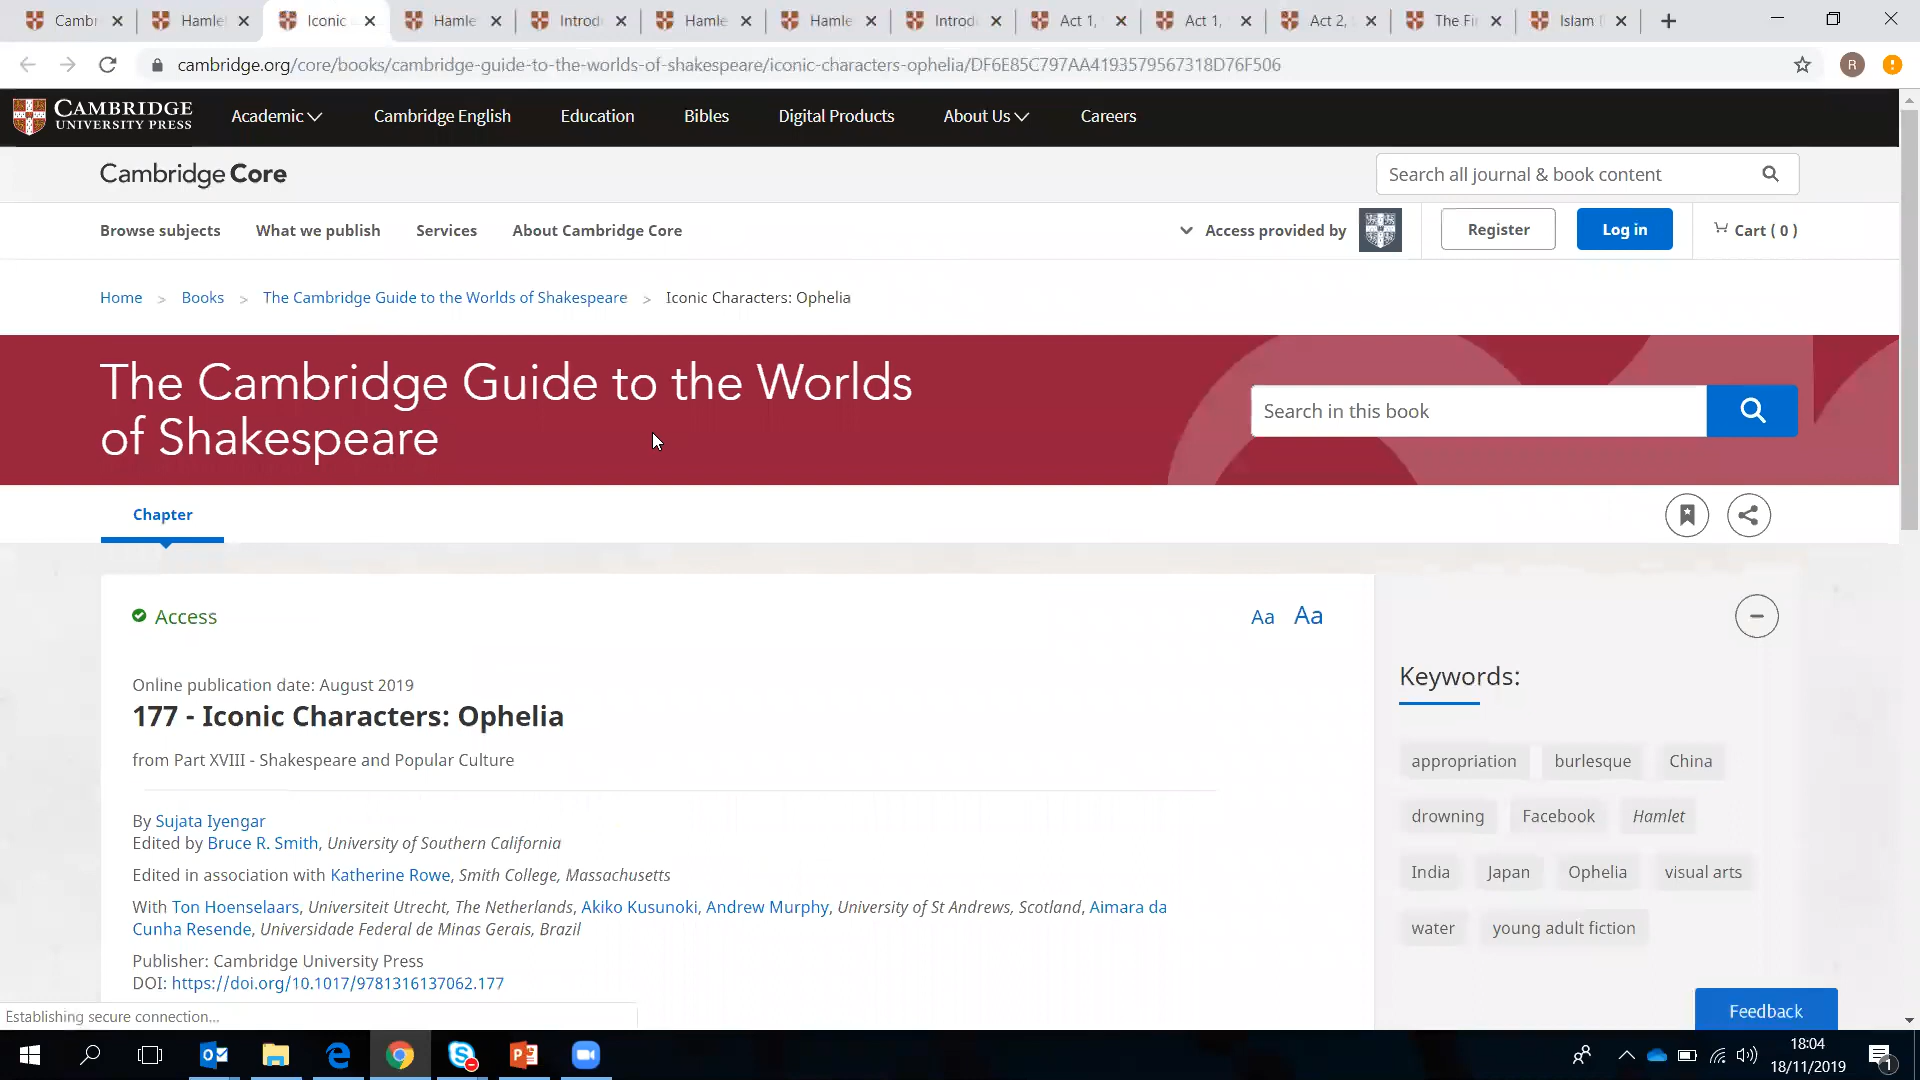 Cambri
Hamle
Iconic
Hamle
Introd
Hamle
Hamle
Introd
Act 1,
Act 1,
Act 2,
The Fi
Islam
cambridge.org/core/books/cambridge-guide-to-the-worlds-of-shakespeare/iconic-characters-ophelia/DF6E85C797AA4193579567318D76F506
R
CAMBRIDGE
UNIVERSITY PRESS
Academic
Cambridge English
Education
Bibles
Digital Products
About Us
Careers
Cambridge Core
Search all journal & book content
Browse subjects
What we publish
Services
About Cambridge Core
Access provided by
Register
Log in
Cart ( 0 )
Home > Books > The Cambridge Guide to the Worlds of Shakespeare > Iconic Characters: Ophelia
The Cambridge Guide to the Worlds
of Shakespeare
Search in this book
Chapter
Access
Aa Aa
Online publication date: August 2019
177 - Iconic Characters: Ophelia
from Part XVIII - Shakespeare and Popular Culture
By Sujata Iyengar
Edited by Bruce R. Smith, University of Southern California
Edited in association with Katherine Rowe, Smith College, Massachusetts
With Ton Hoenselaars, Universiteit Utrecht, The Netherlands, Akiko Kusunoki, Andrew Murphy, University of St Andrews, Scotland, Aimara da
Cunha Resende, Universidade Federal de Minas Gerais, Brazil
Publisher: Cambridge University Press
DOI: https://doi.org/10.1017/9781316137062.177
Keywords:
appropriation
burlesque
China
drowning
Facebook
Hamlet
India
Japan
Ophelia
visual arts
water
young adult fiction
Feedback
Establishing secure connection...
18:04
18/11/2019
1